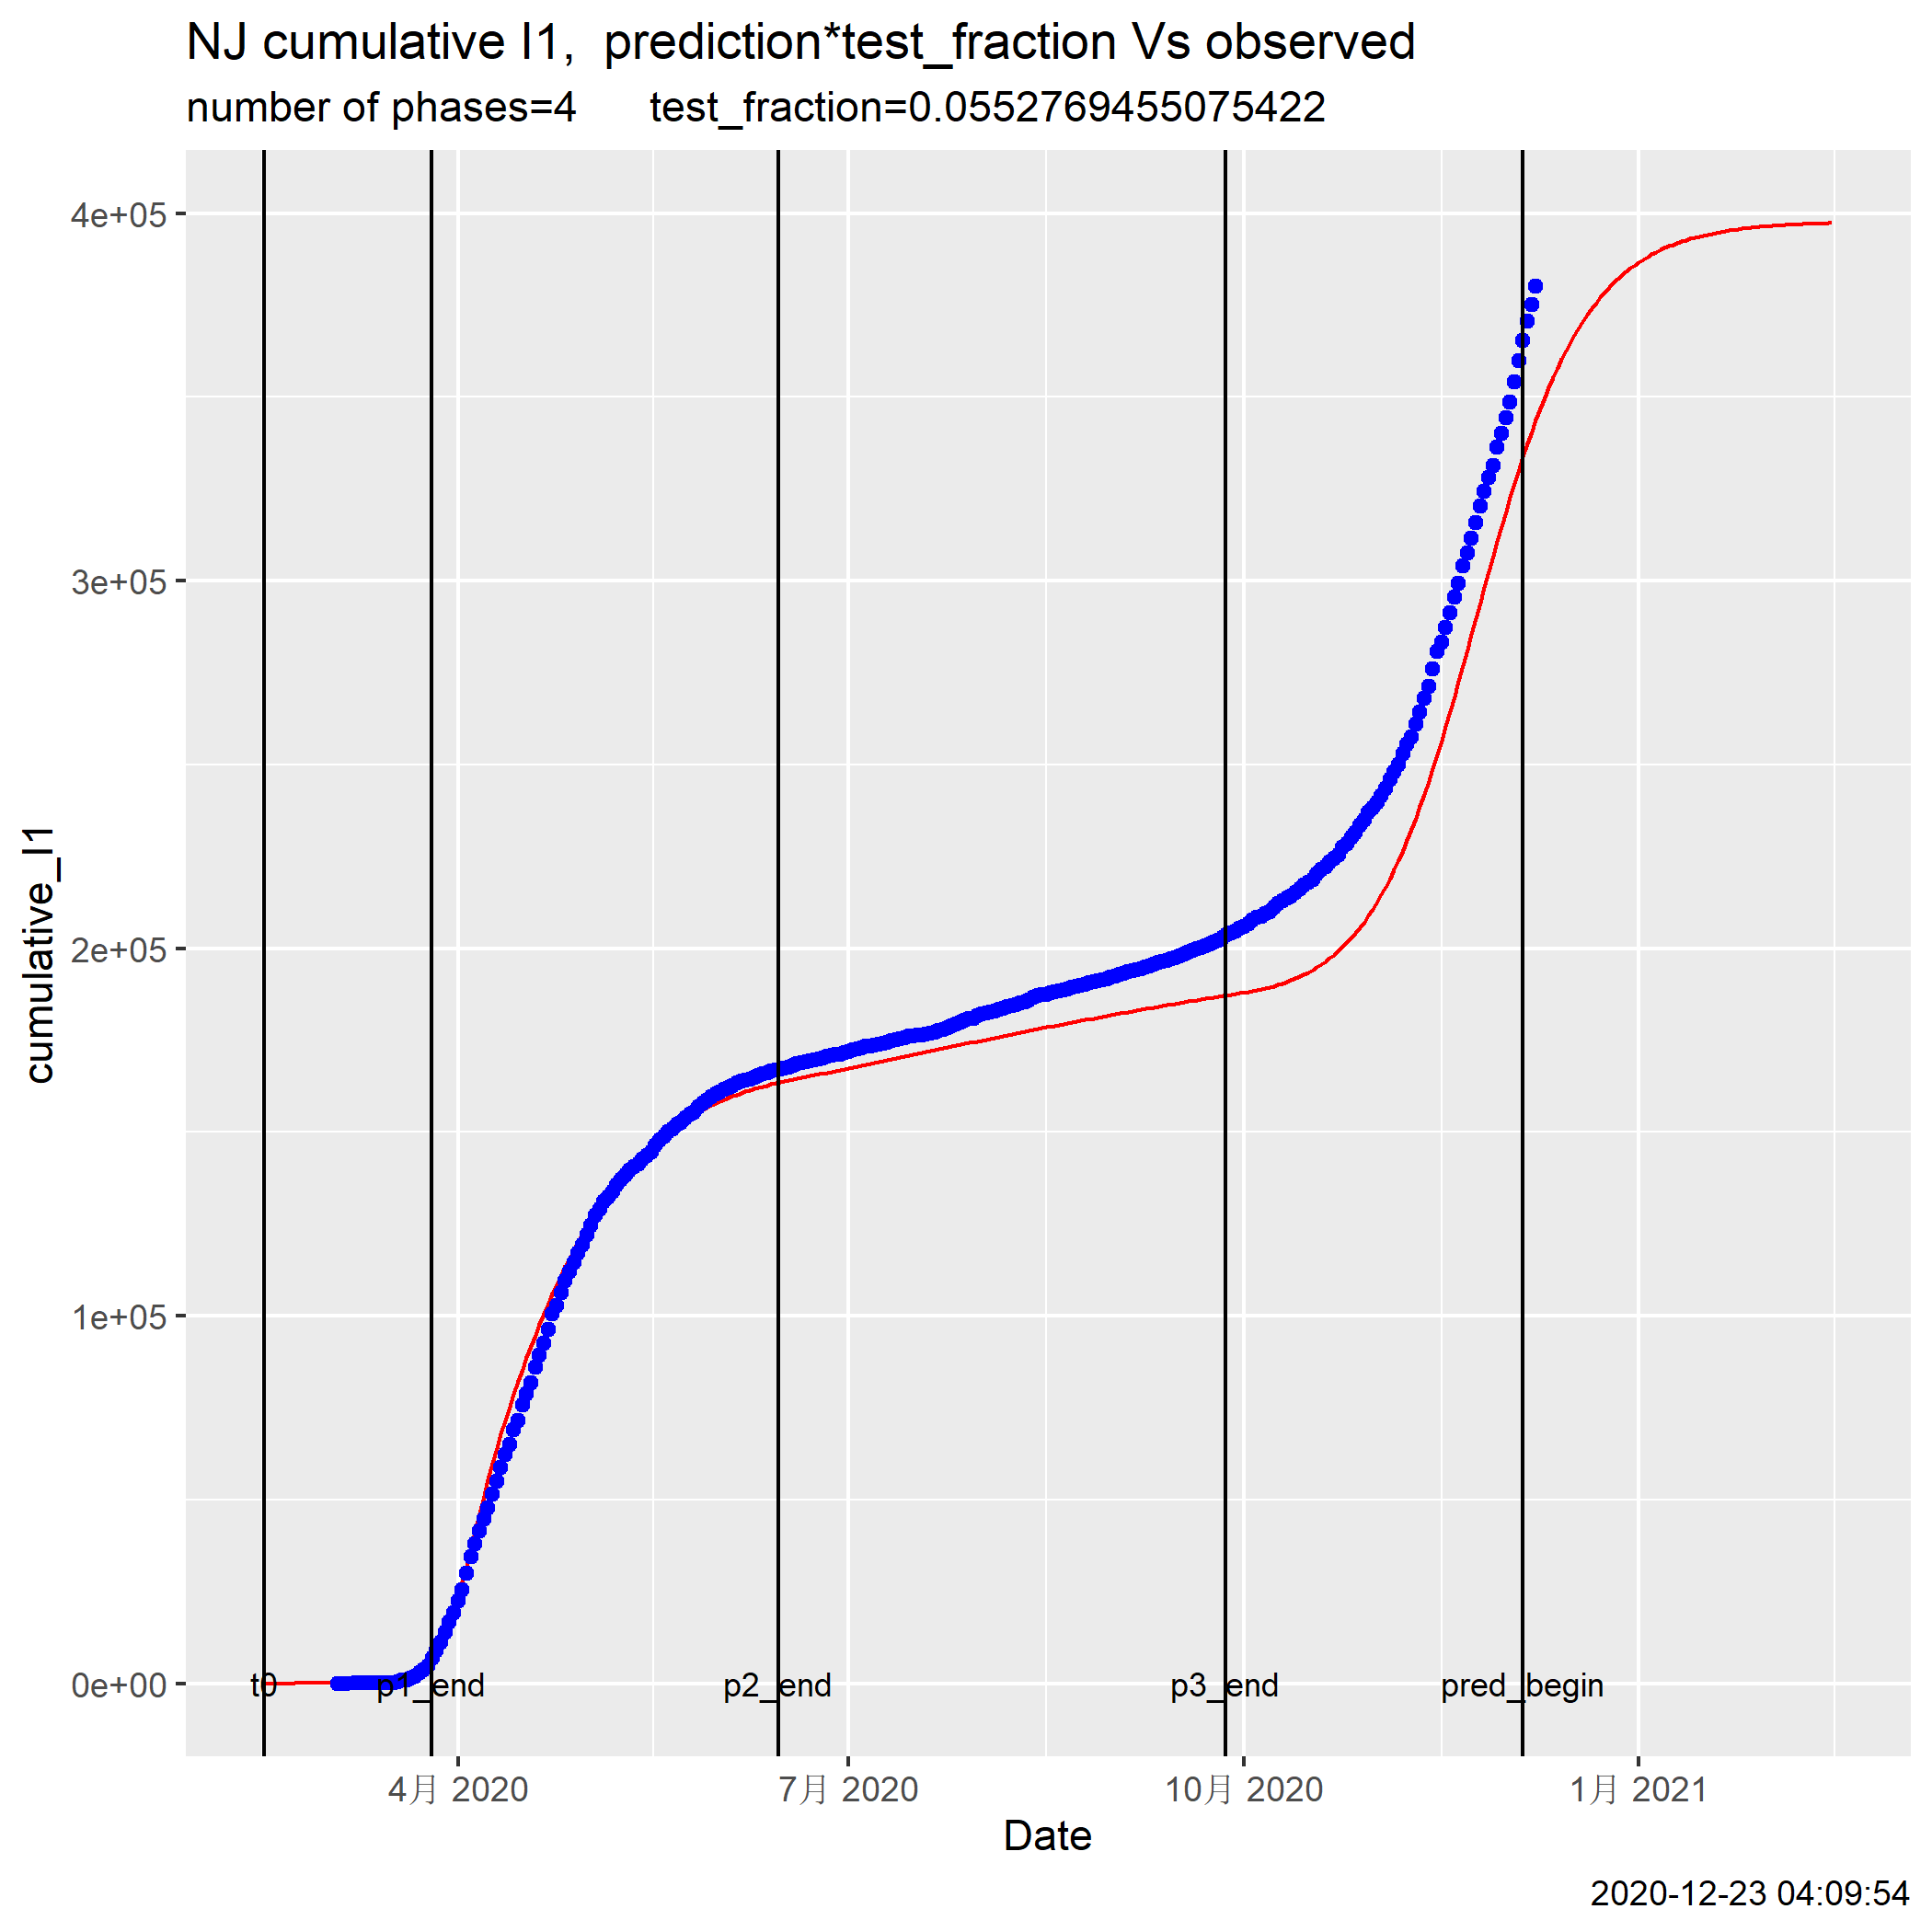 NJ cumulative I1,  prediction*test_fraction Vs observed
number of phases=4      test_fraction=0.0552769455075422
4e+05
3e+05
2e+05
1e+05
0e+00
cumulative_I1
t0
p1_end
p2_end
p3_end
pred_begin
4月 2020
7月 2020
10月 2020
1月 2021
Date
2020-12-23 04:09:54